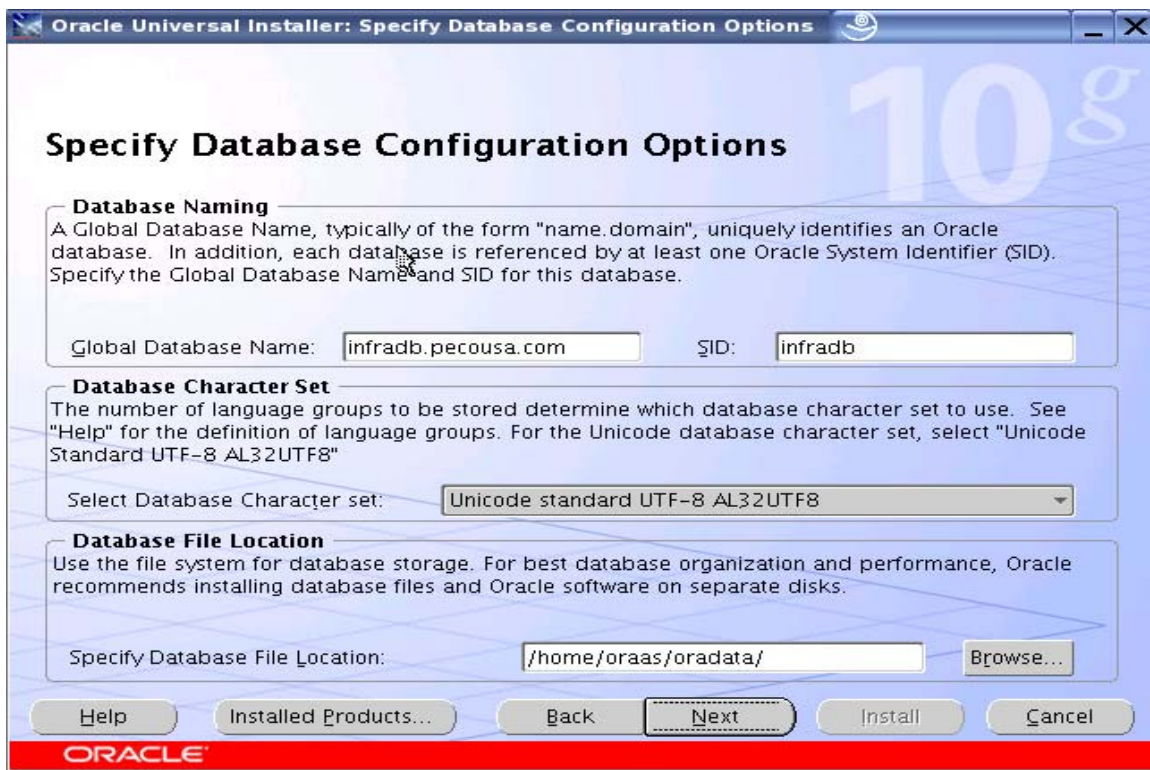 Oracle Universal Installer: Specify Database Configuration Options
10g
Specify Database Configuration Options
Database Naming
A Global Database Name, typically of the form "name.domain", uniquely identifies an Oracle
database. In addition, each database is referenced by at least one Oracle System Identifier (SID).
Specify the Global Database Name and SID for this database.
Global Database Name: infradb.pecousa.com SID: infradb
Database Character Set
The number of language groups to be stored determine which database character set to use. See
"Help" for the definition of language groups. For the Unicode database character set, select "Unicode
Standard UTF-8 AL32UTF8"
Select Database Character set: Unicode standard UTF-8 AL32UTF8
Database File Location
Use the file system for database storage. For best database organization and performance, Oracle
recommends installing database files and Oracle software on separate disks.
Specify Database File Location: /home/oraas/oradata/ Browse...
Help Installed Products... Back Next Install Cancel
ORACLE